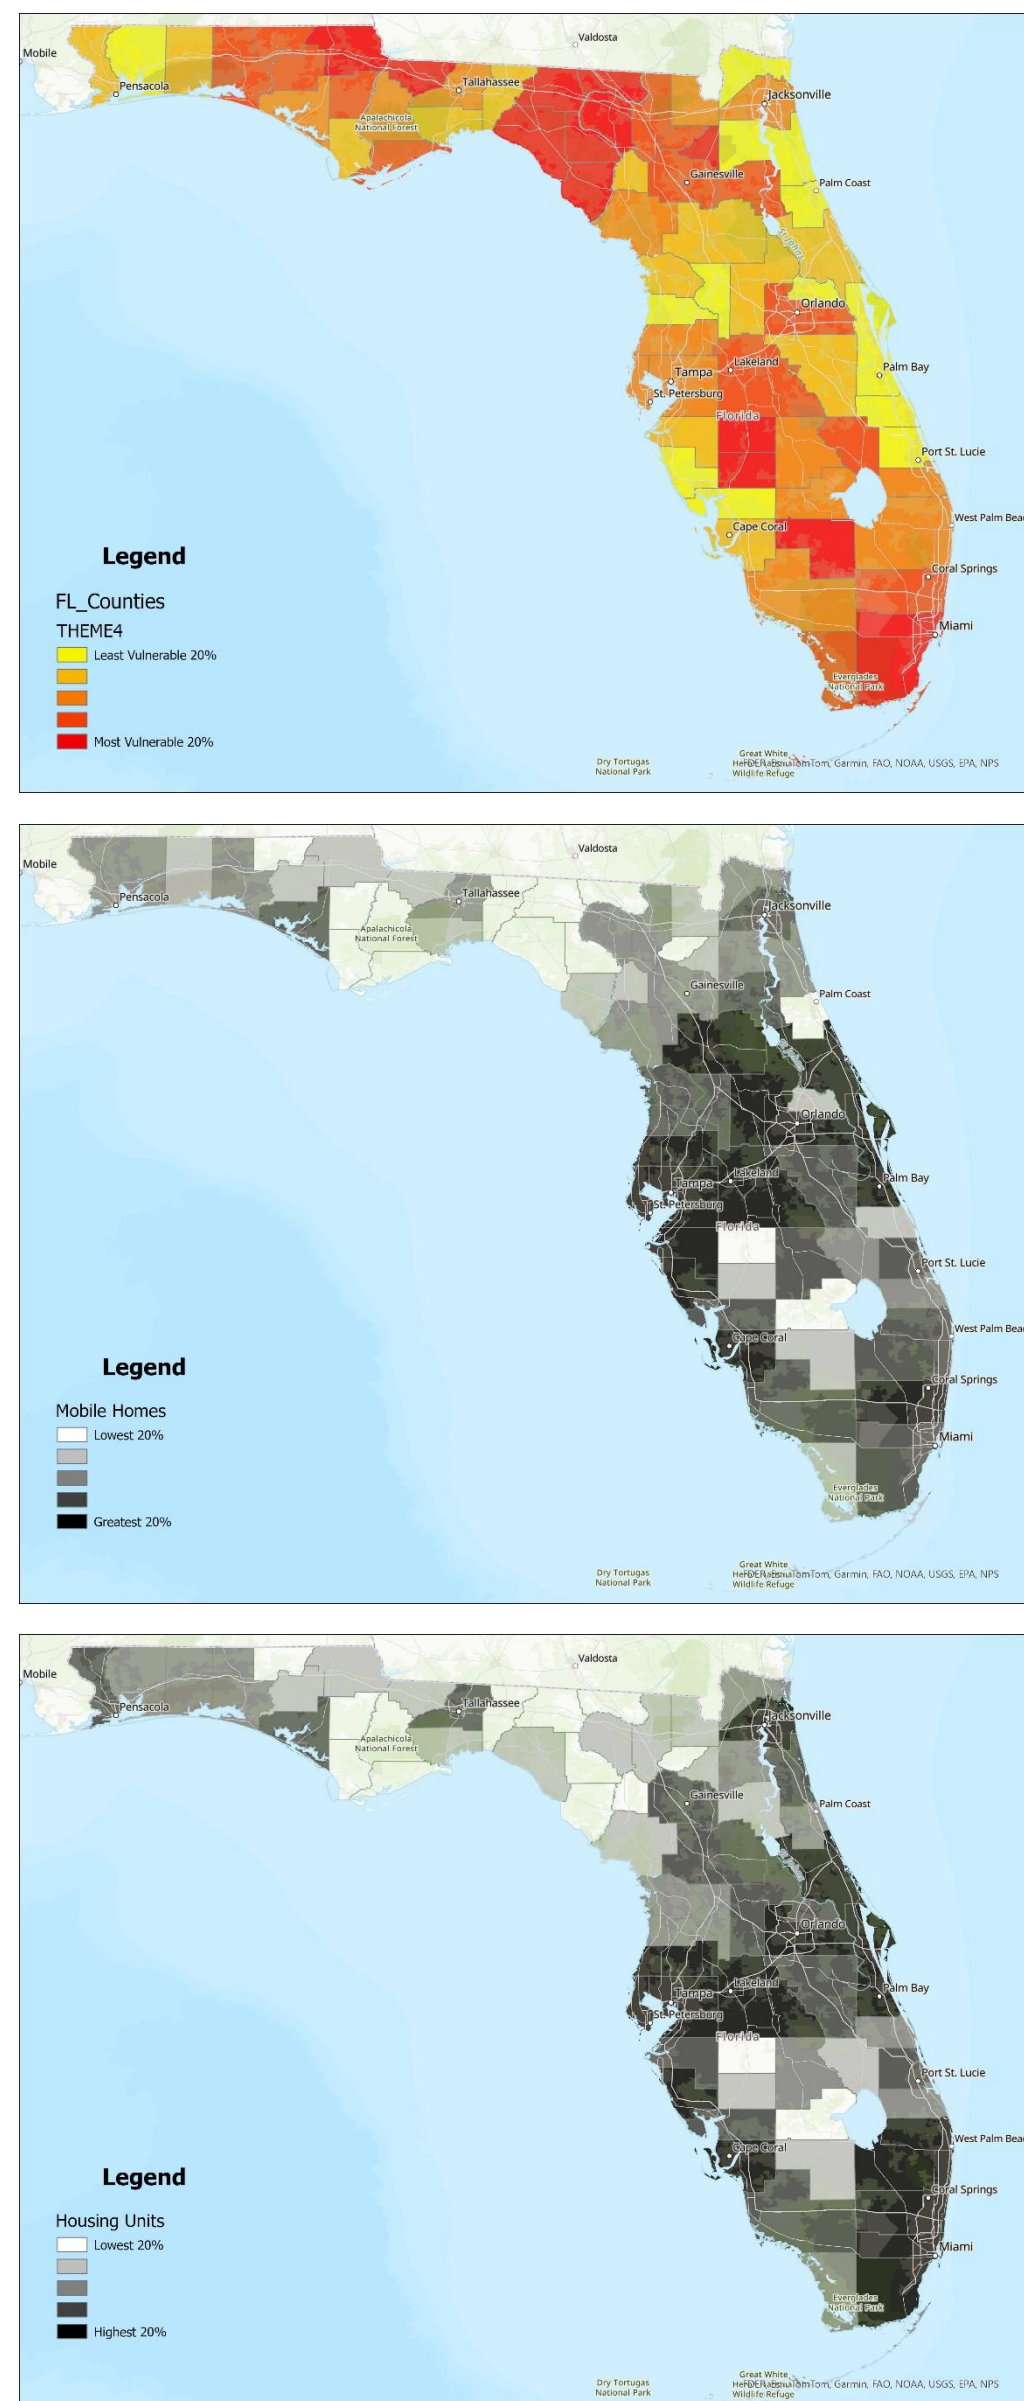 Valdosta
Mobile
Pensacola
Tallahassee
Apalachicola
National Forest
Jacksonville
Gainesville
Palm Coast
St. Johns
Orlando
Lakeland
Tampa
St. Petersburg
Florida
Palm Bay
Port St. Lucie
West Palm Bea
Cape Coral
Coral Springs
Miami
Everglades
National Park
Legend
FL_Counties
THEME4
Least Vulnerable 20%
Most Vulnerable 20%
Dry Tortugas
National Park
Great White
Wildlife Refuge
TomTom, Garmin, FAO, NOAA, USGS, EPA, NPS
Valdosta
Mobile
Pensacola
Tallahassee
Apalachicola
National Forest
Jacksonville
Gainesville
Palm Coast
Orlando
Lakeland
Tampa
St. Petersburg
Florida
Palm Bay
Port St. Lucie
West Palm Bea
Cape Coral
Coral Springs
Miami
Everglades
National Park
Legend
Mobile Homes
Lowest 20%
Greatest 20%
Dry Tortugas
National Park
Great White
Wildlife Refuge
TomTom, Garmin, FAO, NOAA, USGS, EPA, NPS
Valdosta
Mobile
Pensacola
Tallahassee
Apalachicola
National Forest
Jacksonville
Gainesville
Palm Coast
Orlando
Lakeland
Tampa
St. Petersburg
Florida
Palm Bay
Port St. Lucie
West Palm Bea
Cape Coral
Coral Springs
Miami
Everglades
National Park
Legend
Housing Units
Lowest 20%
Highest 20%
Dry Tortugas
National Park
Great White
Wildlife Refuge
TomTom, Garmin, FAO, NOAA, USGS, EPA, NPS